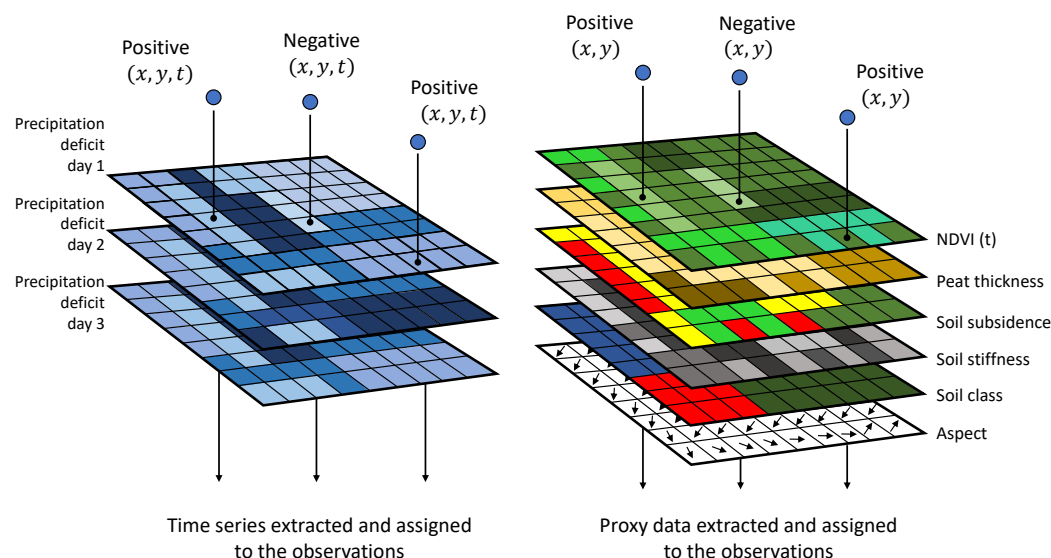 Positive
(x, y, t)
Negative
(x, y, t)
Positive
(x, y, t)
Precipitation
deficit
day 1
Precipitation
deficit
day 2
Precipitation
deficit
day 3
Time series extracted and assigned
to the observations
Positive
(x, y)
Negative
(x, y)
Positive
(x, y)
NDVI (t)
Peat thickness
Soil subsidence
Soil stiffness
Soil class
Aspect
Proxy data extracted and assigned
to the observations